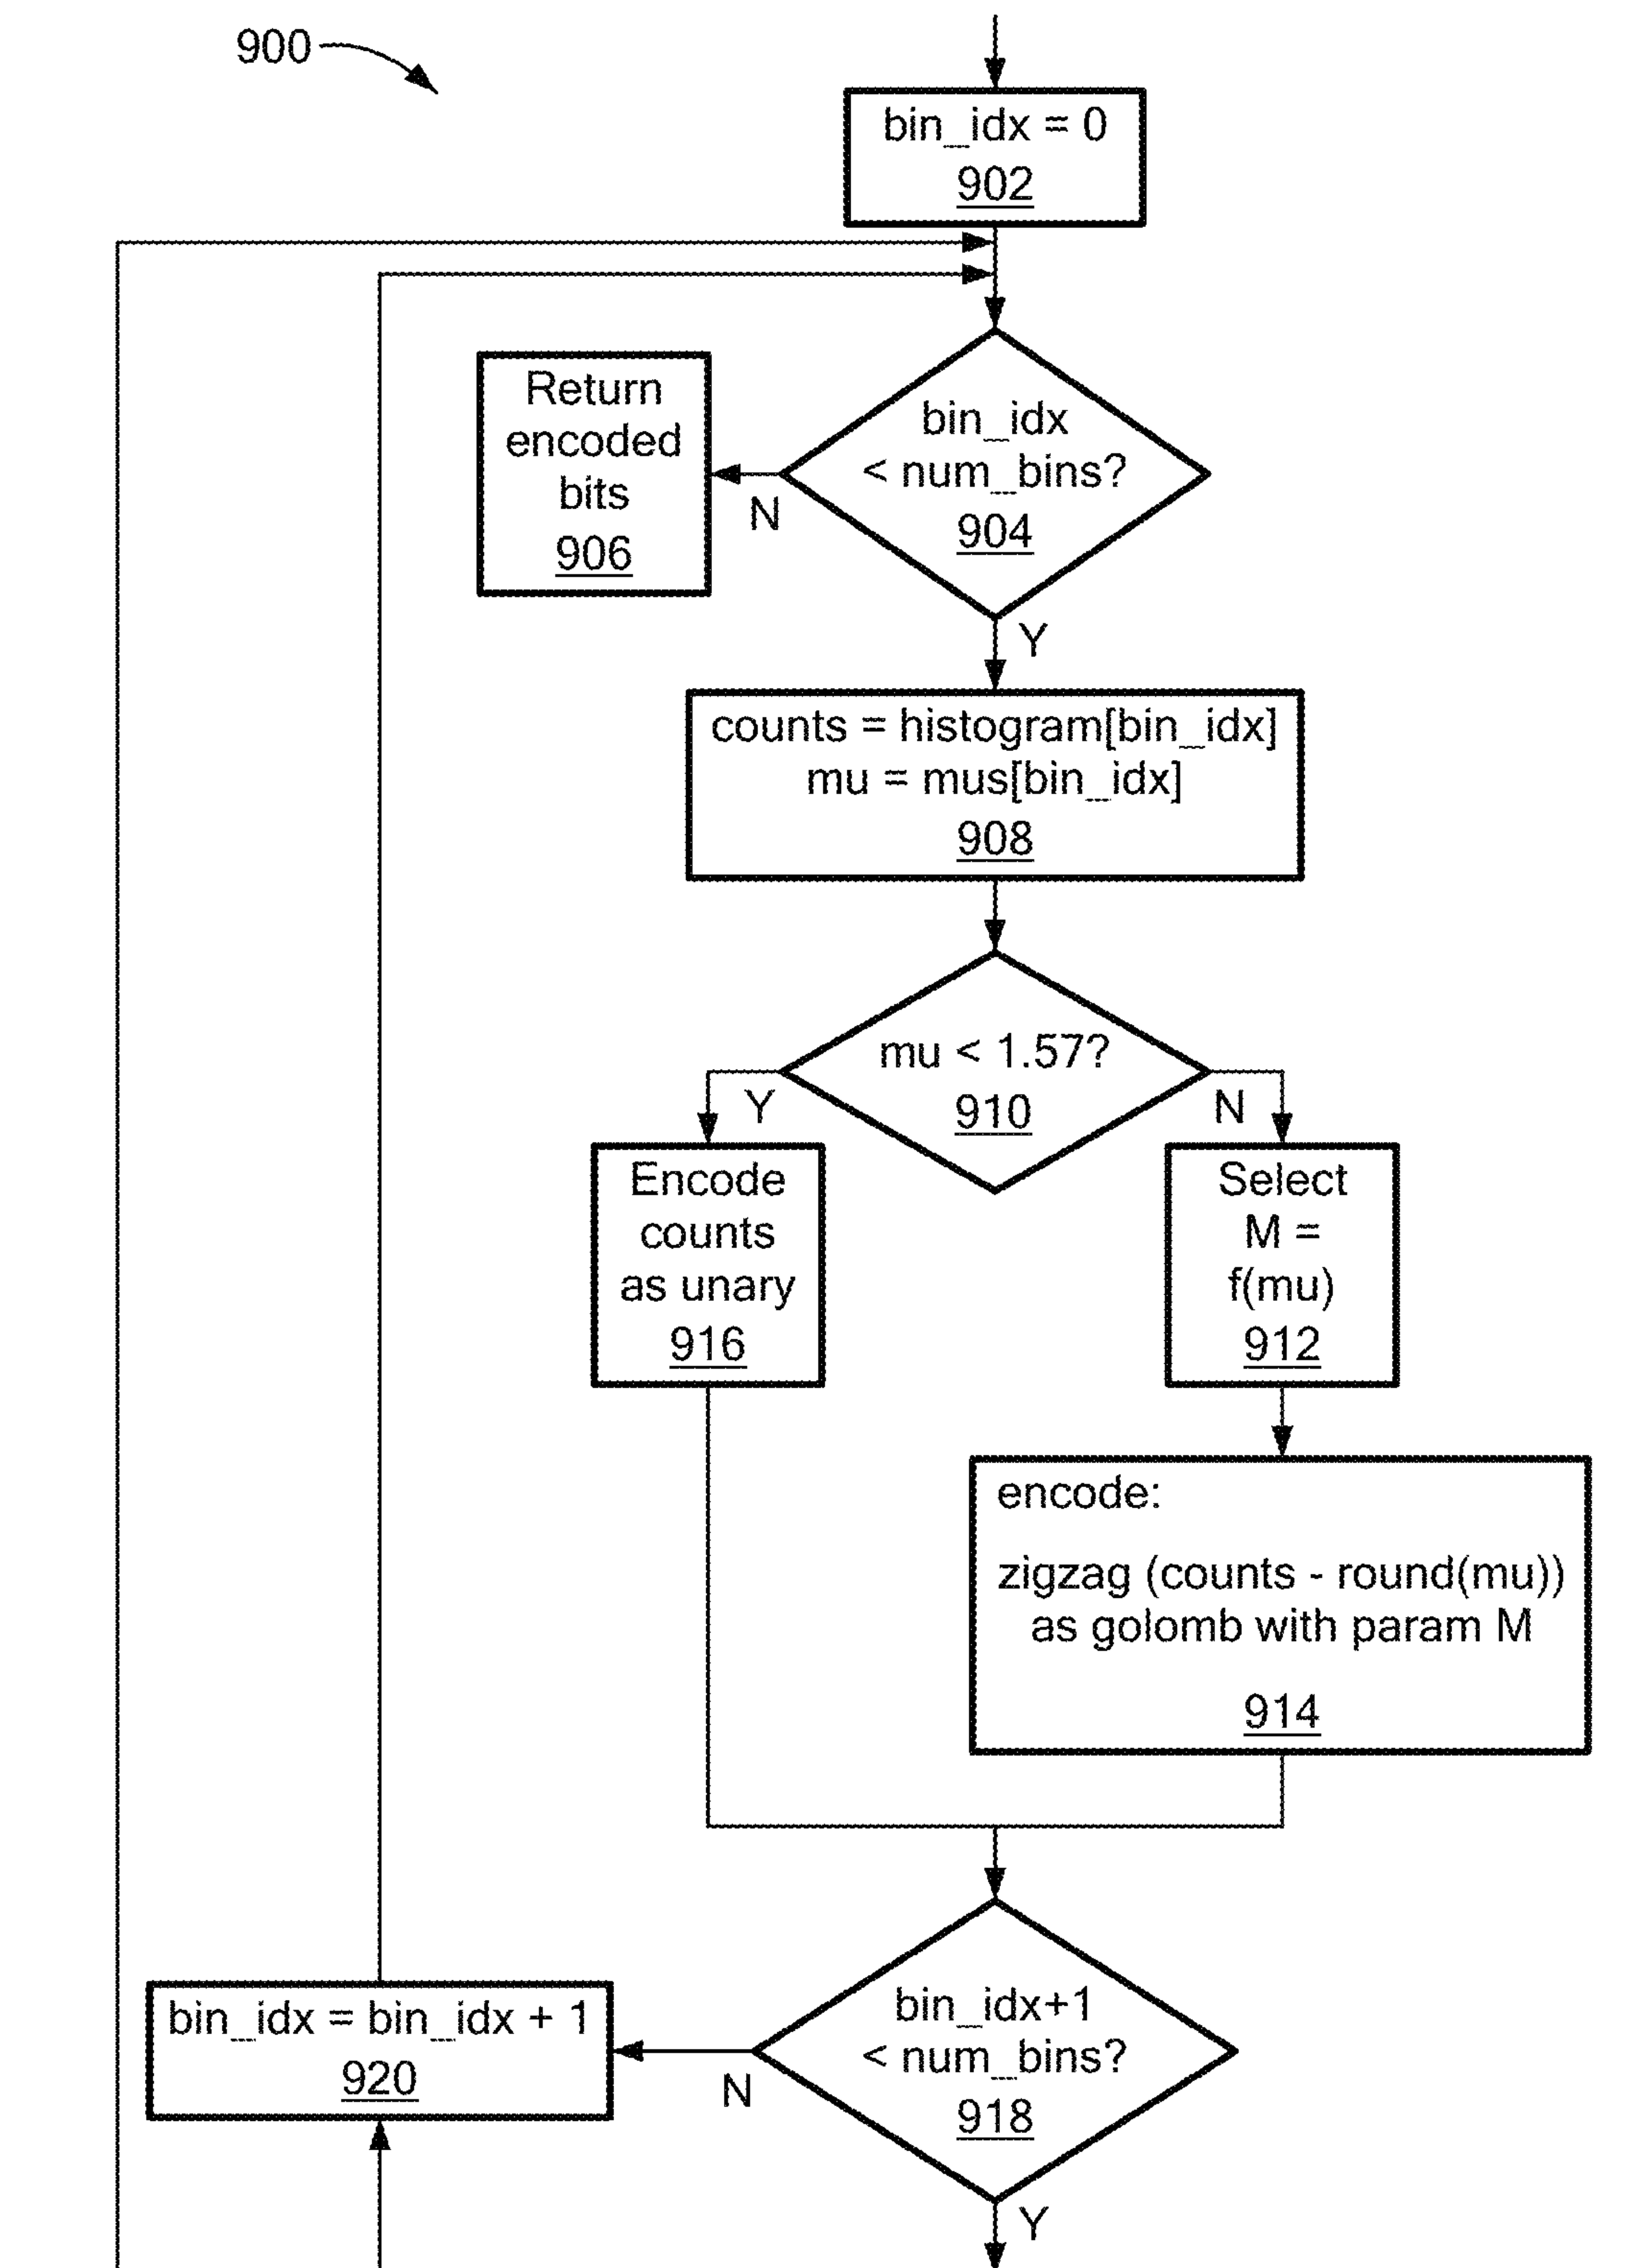 900
bin_idx = 0
902
bin_idx
< num_bins?
904
Return
encoded
bits
906
N
Y
counts = histogram[bin_idx]
mu = mus[bin_idx]
908
mu < 1.57?
910
Y
N
Encode
counts
as unary
916
Select
M =
f(mu)
912
encode:
zigzag (counts - round(mu))
as golomb with param M
914
bin_idx+1
< num_bins?
918
N
bin_idx = bin_idx + 1
920
Y